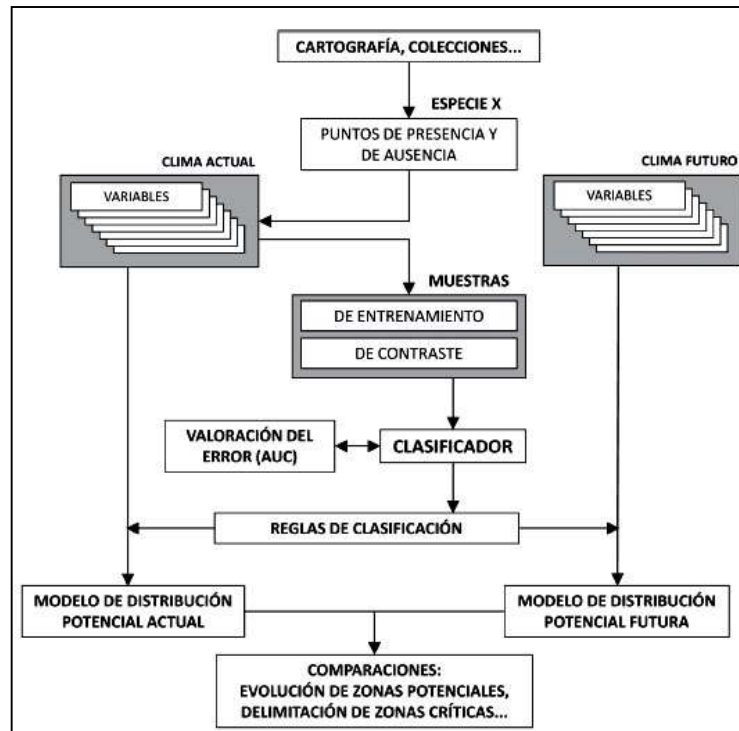 CARTOGRAFÍA, COLECCIONES...
ESPECIE X
PUNTOS DE PRESENCIA Y
DE AUSENCIA
CLIMA ACTUAL
VARIABLES
CLIMA FUTURO
VARIABLES
MUESTRAS
DE ENTRENAMIENTO
DE CONTRASTE
VALORACIÓN DEL
ERROR (AUC)
CLASIFICADOR
REGLAS DE CLASIFICACIÓN
MODELO DE DISTRIBUCIÓN
POTENCIAL ACTUAL
MODELO DE DISTRIBUCIÓN
POTENCIAL FUTURA
COMPARACIONES:
EVOLUCIÓN DE ZONAS POTENCIALES,
DELIMITACIÓN DE ZONAS CRÍTICAS...